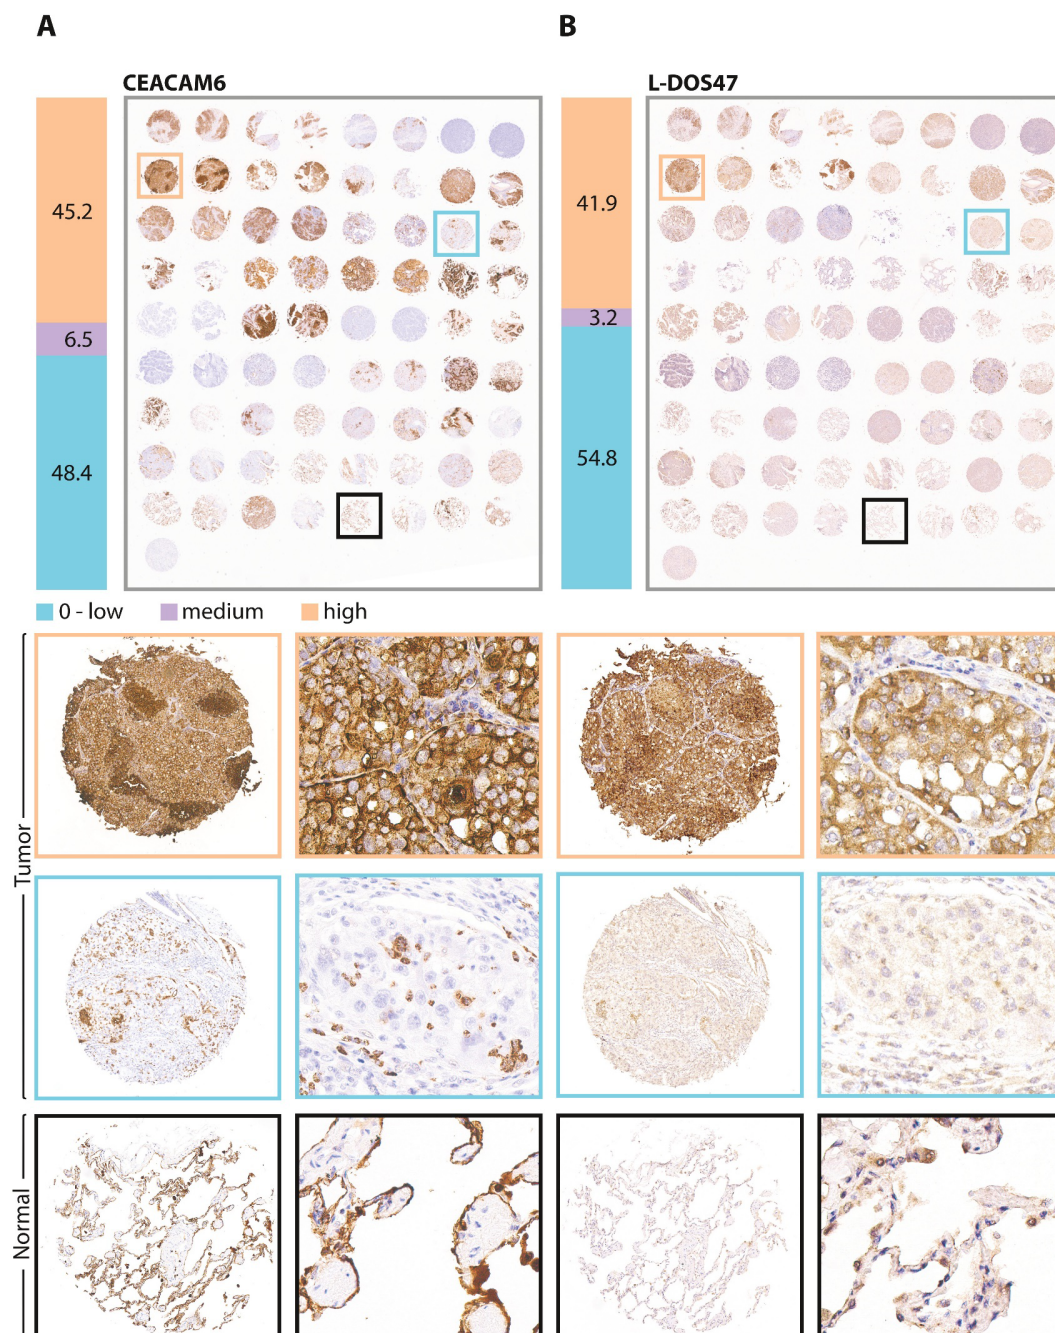 A
B
CEACAM6
L-DOS47
45.2
6.5
48.4
41.9
3.2
54.8
0 - low
medium
high
Tumor
Normal